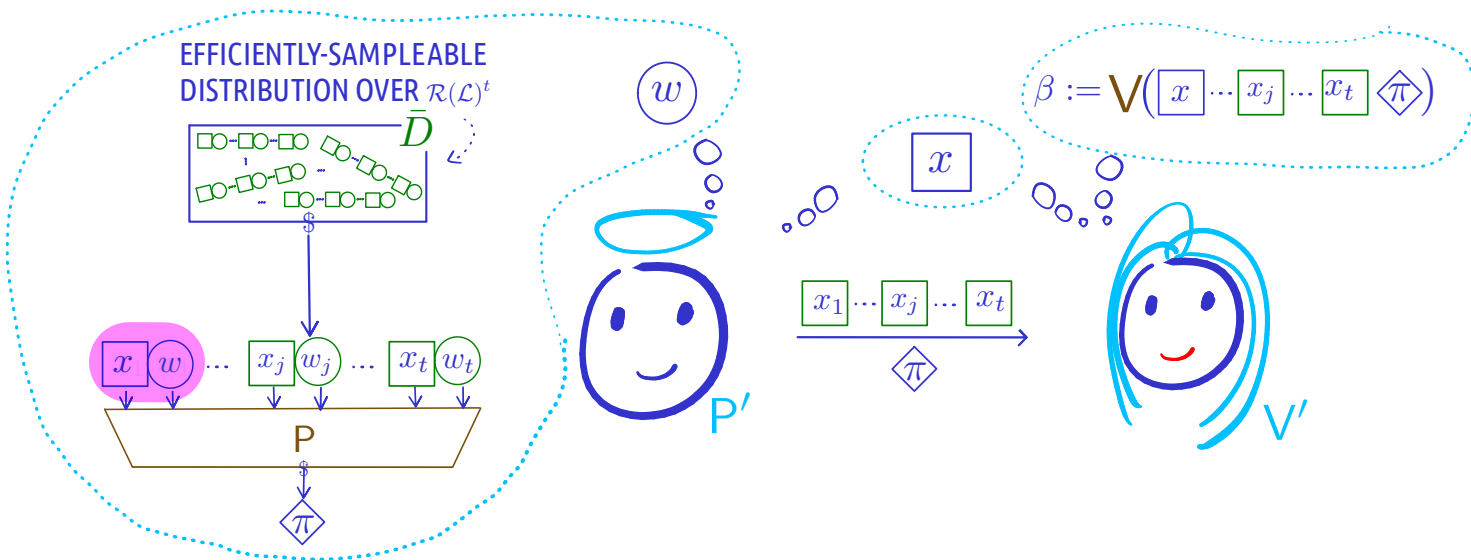 EFFICIENTLY-SAMPLEABLE
DISTRIBUTION OVER R(L)^t
D̄
$
x w ... x_j w_j ... x_t w_t
P
$
π
w
P′
x
x_1 ... x_j ... x_t
π
β := V(x ... x_j ... x_t π)
V′